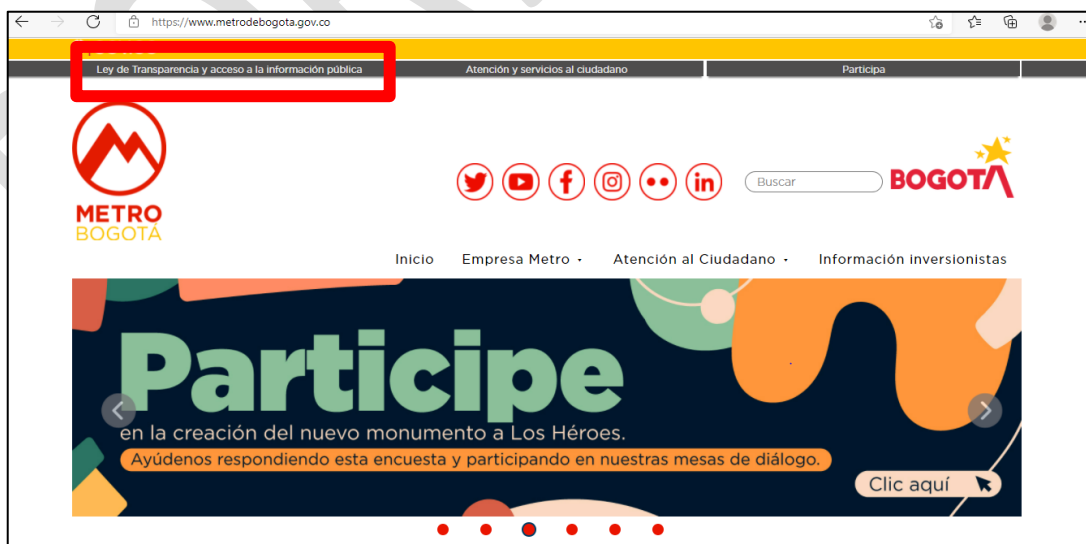 https://www.metrodebogota.gov.co
Ley de Transparencia y acceso a la información pública
Atención y servicios al ciudadano
Participa
METRO
BOGOTÁ
Buscar
BOGOTÁ
Inicio
Empresa Metro
Atención al Ciudadano
Información inversionistas
Participe
en la creación del nuevo monumento a Los Héroes.
Ayúdenos respondiendo esta encuesta y participando en nuestras mesas de diálogo.
Clic aquí